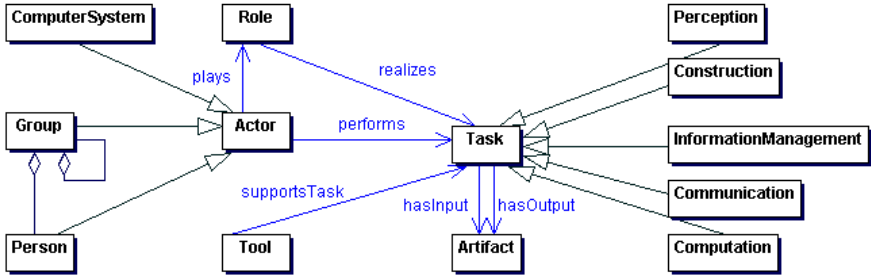 ComputerSystem
Role
Perception
plays
realizes
Construction
Group
Actor
performs
Task
InformationManagement
supportsTask
hasInput
hasOutput
Communication
Person
Tool
Artifact
Computation